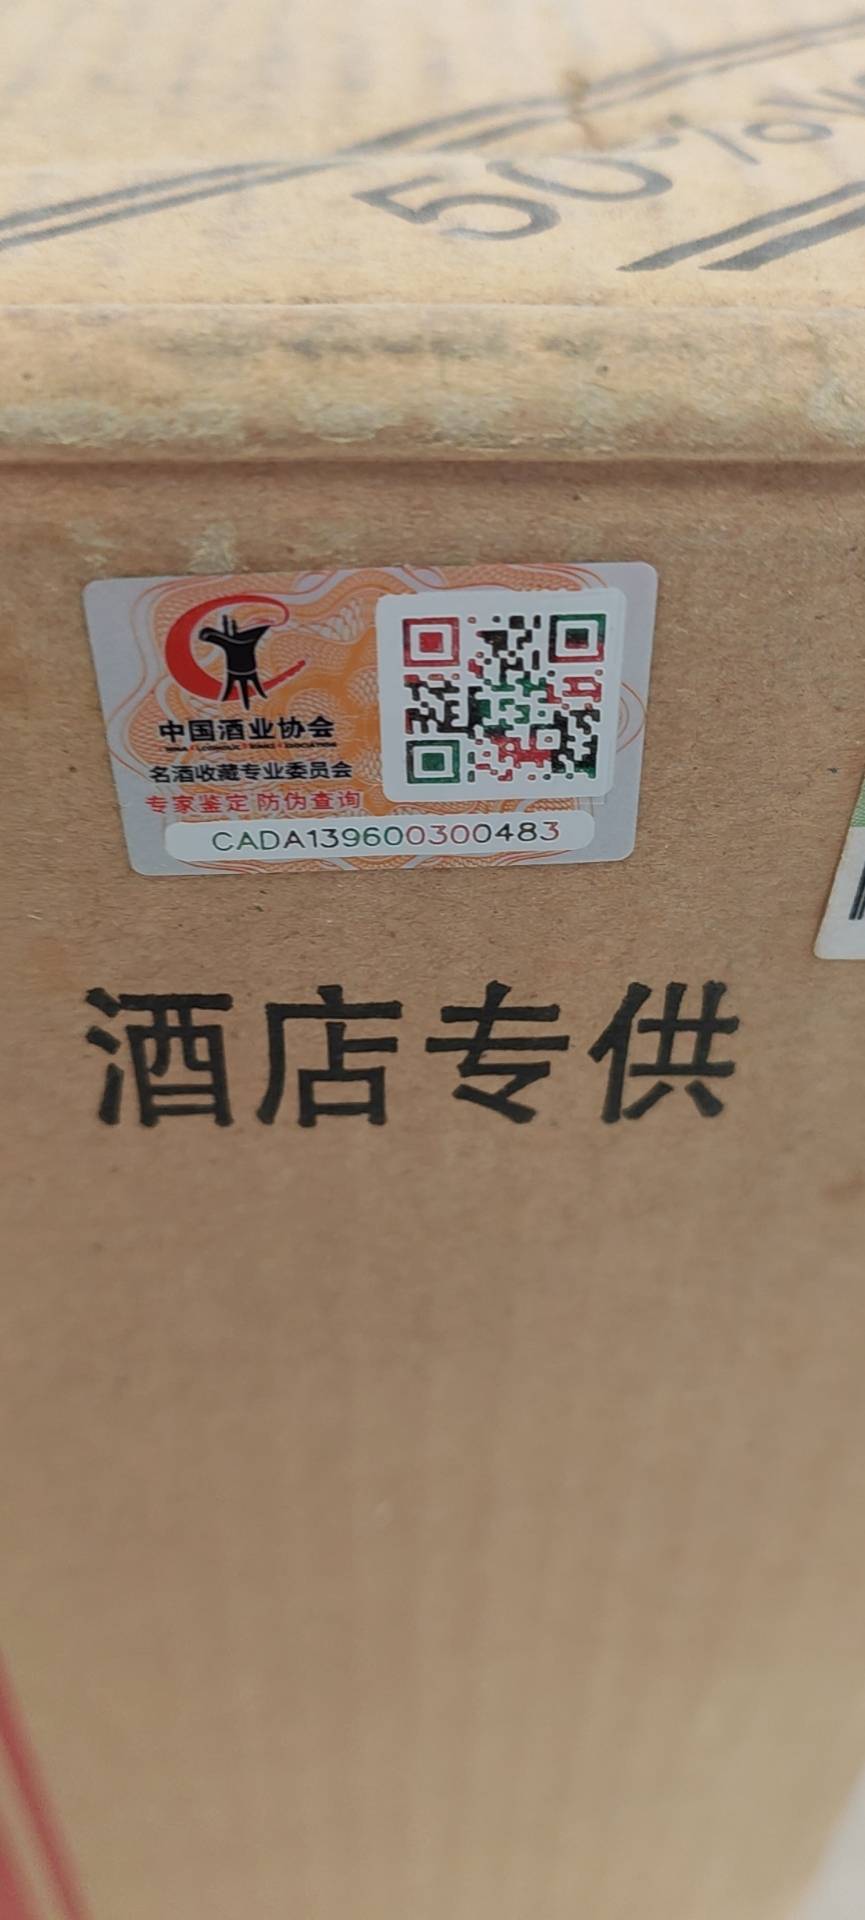 50%
中国酒业协会
名酒收藏专业委员会
专家鉴定 防伪查询
CADA139600300483
酒店专供